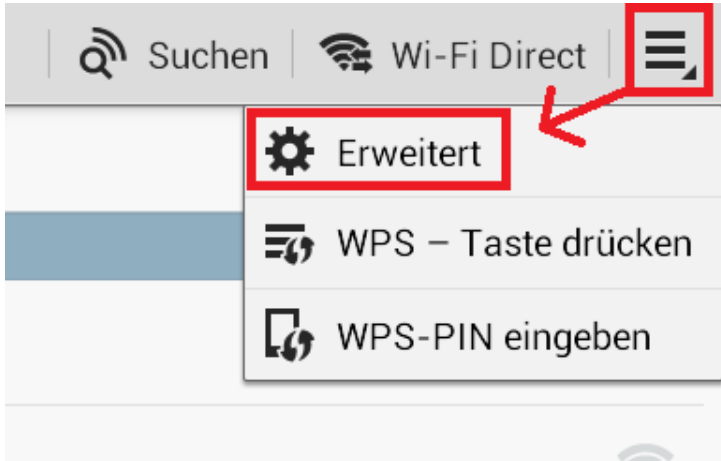 Suchen Wi-Fi Direct
Erweitert
WPS – Taste drücken
WPS-PIN eingeben